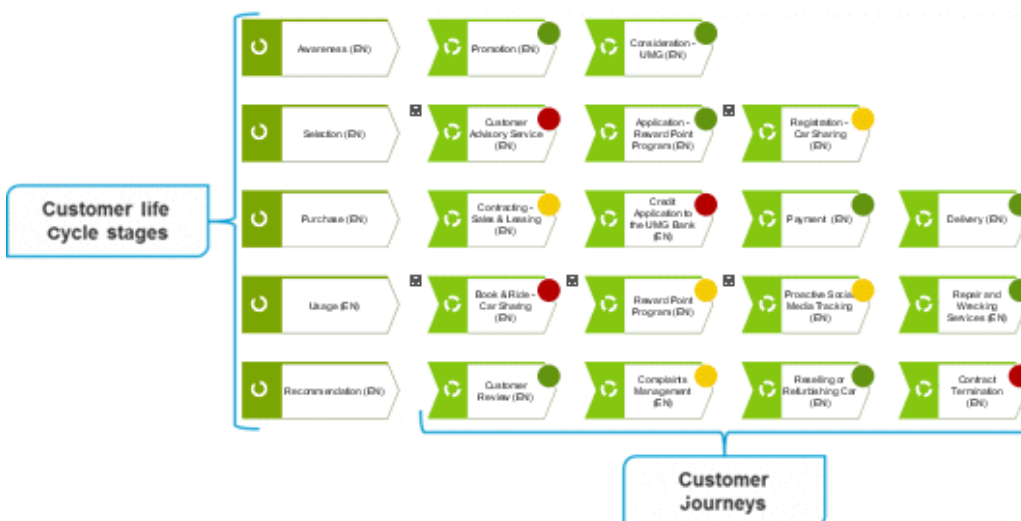 Awareness (EN)
Promotion (EN)
Consideration -
UMG (EN)
Selection (EN)
Customer
Advisory Service
(EN)
Application -
Reward Point
Program (EN)
Registration -
Car Sharing
(EN)
Customer life
Cycle stages
Purchase (EN)
Contracting -
Sales & Leasing
(EN)
Credit
Application to
the UMG Bank
(EN)
Payment (EN)
Delivery (EN)
Usage (EN)
Book & Ride -
Car Sharing
(EN)
Reward Point
Program (EN)
Proactive Social
Media Tracking
(EN)
Repair and
Wrecking
Services (EN)
Recommendation (EN)
Customer
Review (EN)
Complaints
Management
(EN)
Reselling or
Refurbishing Car
(EN)
Contract
Termination
(EN)
Customer
Journeys